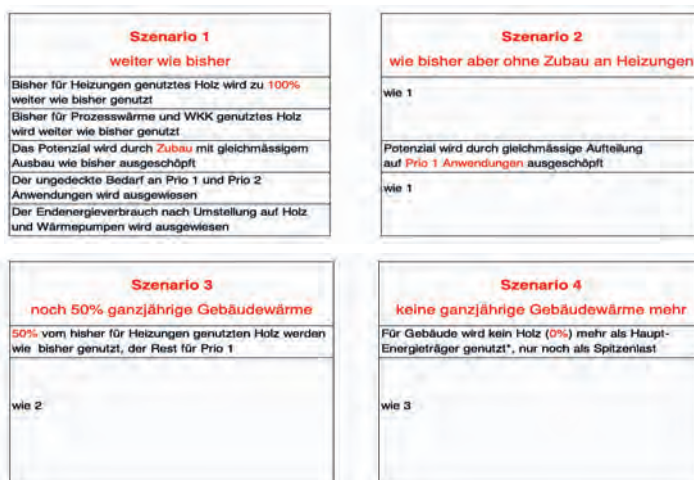 Szenario 1
weiter wie bisher
Bisher für Heizungen genutztes Holz wird zu 100%
weiter wie bisher genutzt
Bisher für Prozesswärme und WKK genutztes Holz
wird weiter wie bisher genutzt
Das Potenzial wird durch Zubau mit gleichmässigem
Ausbau wie bisher ausgeschöpft
Der ungedeckte Bedarf an Prio 1 und Prio 2
Anwendungen wird ausgewiesen
Der Endenergieverbrauch nach Umstellung auf Holz
und Wärmepumpen wird ausgewiesen
Szenario 2
wie bisher aber ohne Zubau an Heizungen
wie 1
Potenzial wird durch gleichmässige Aufteilung
auf Prio 1 Anwendungen ausgeschöpft
wie 1
Szenario 3
noch 50% ganzjährige Gebäudewärme
50% vom hisher für Heizungen genutzten Holz werden
wie bisher genutzt, der Rest für Prio 1
wie 2
Szenario 4
keine ganzjährige Gebäudewärme mehr
Für Gebäude wird kein Holz (0%) mehr als Haupt-
Energieträger genutzt*, nur noch als Spitzenlast
wie 3